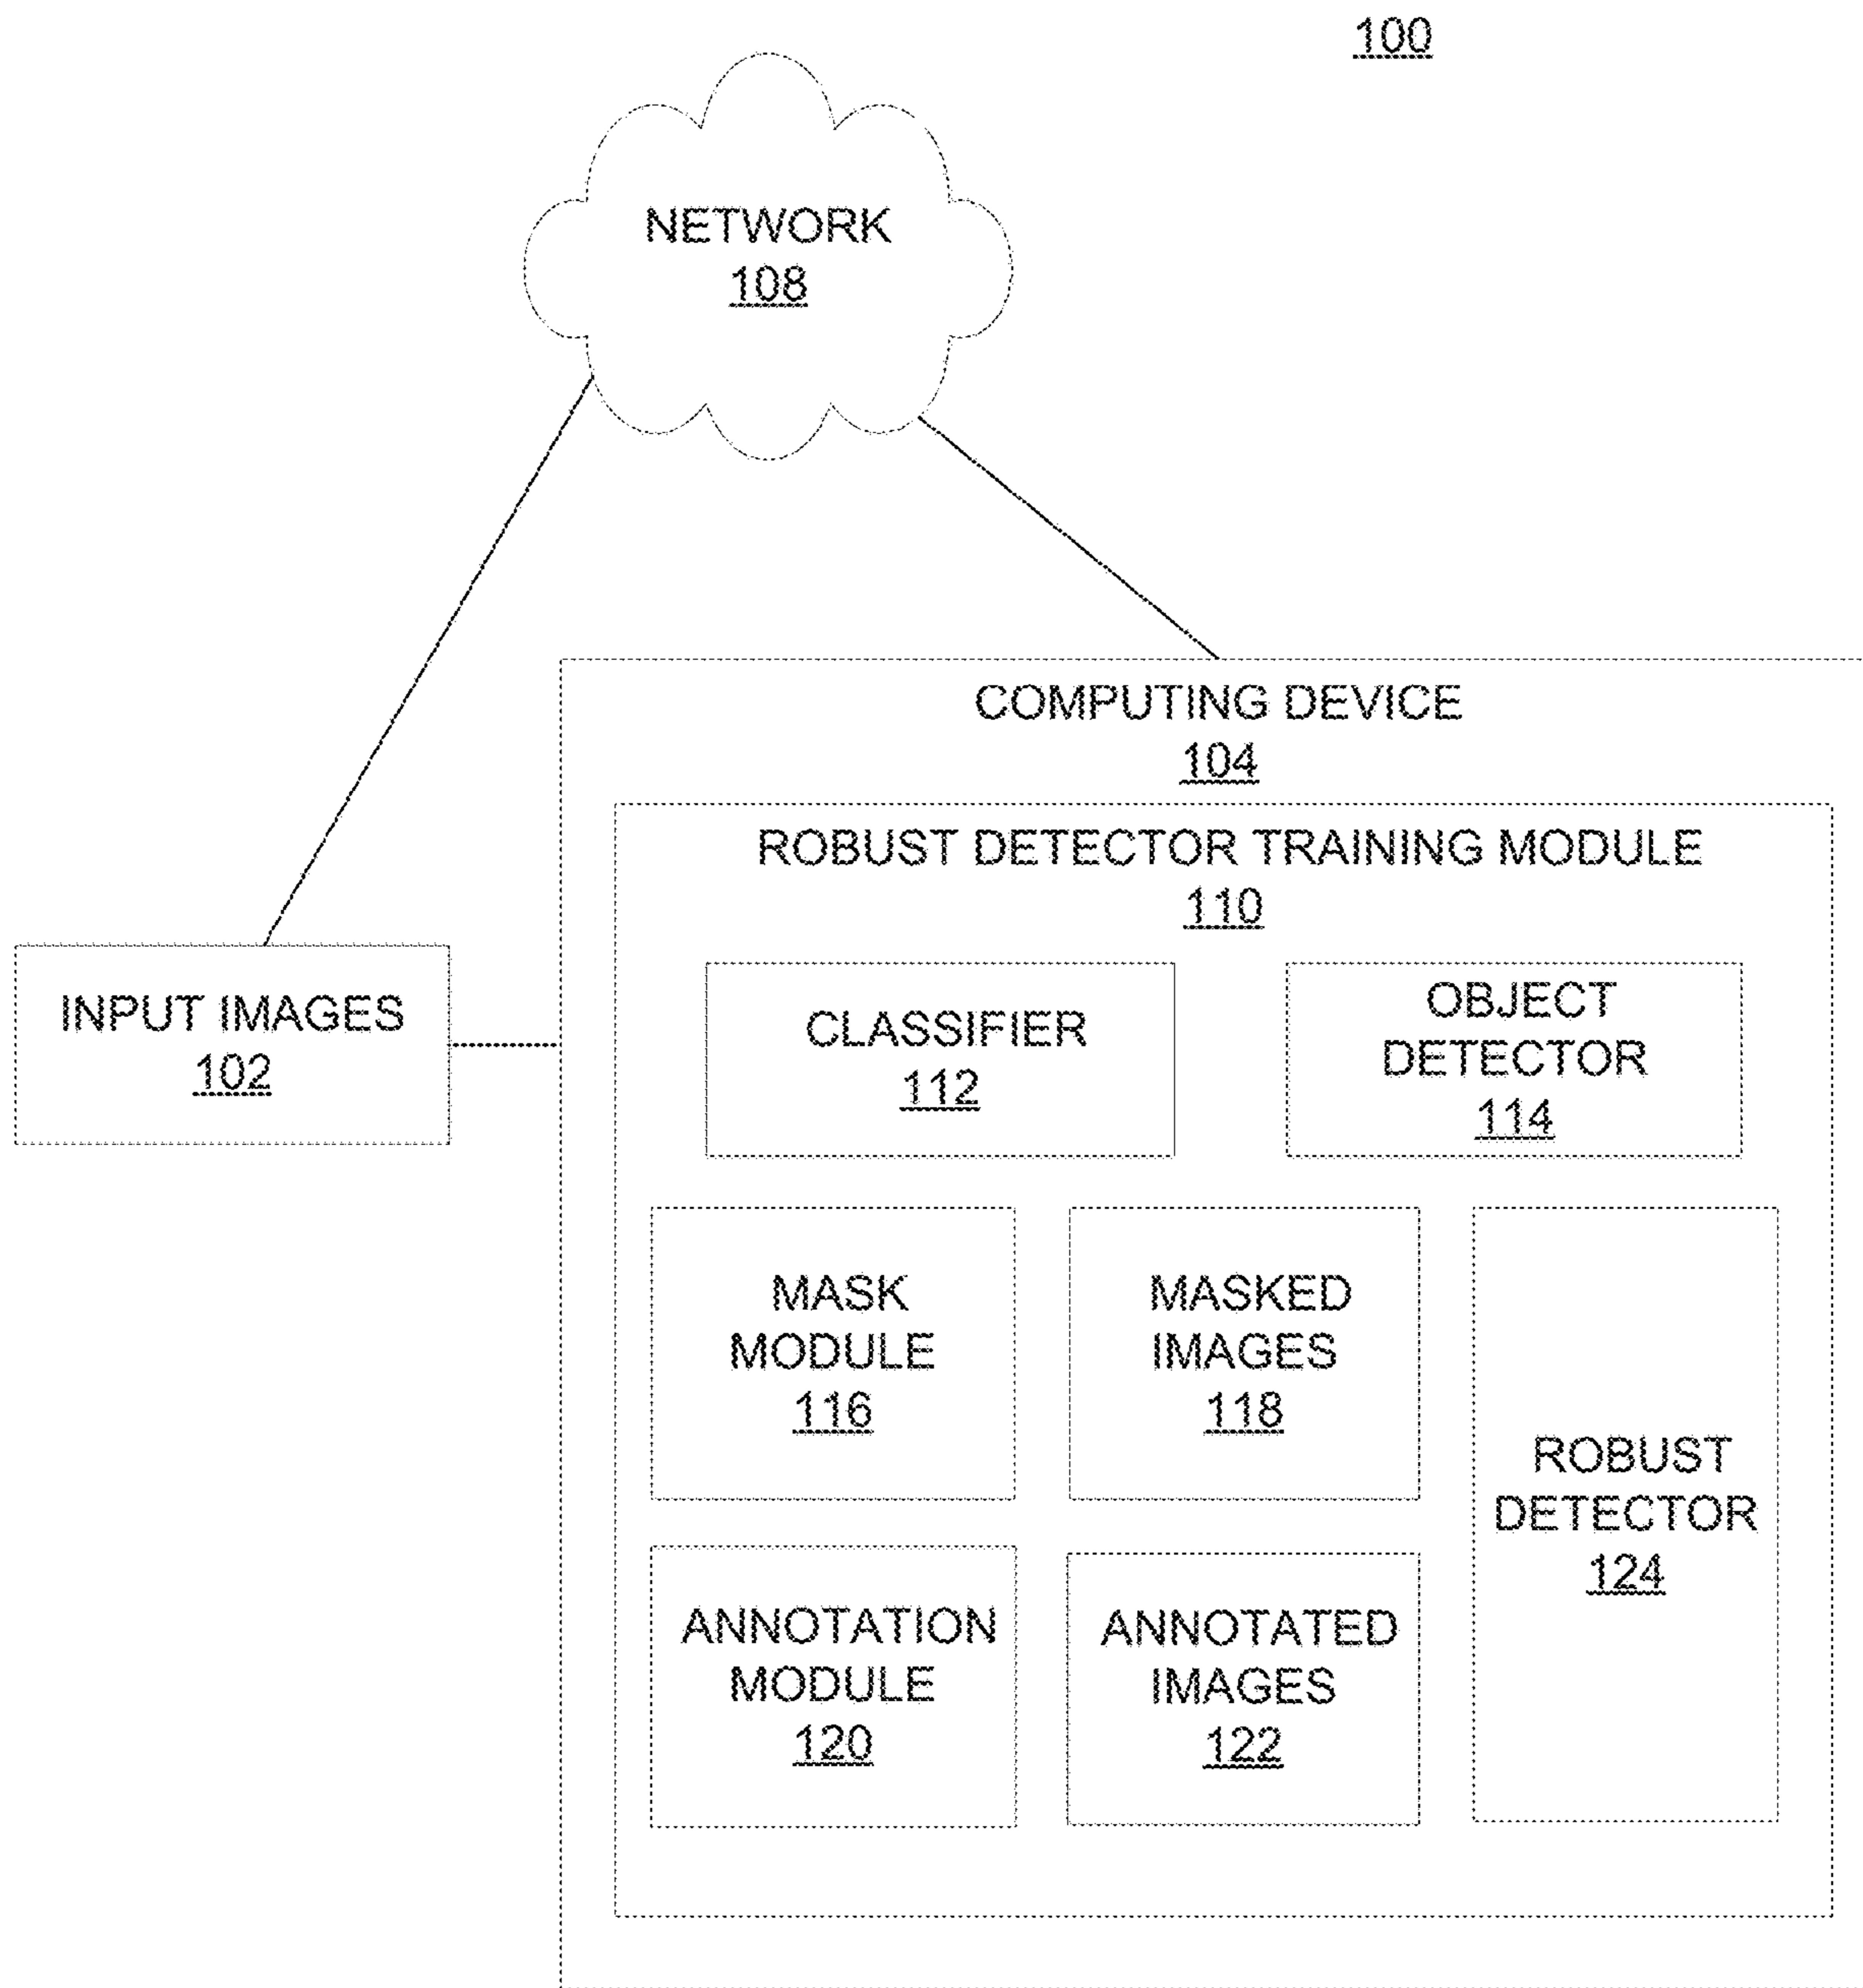 100
NETWORK
108
COMPUTING DEVICE
104
ROBUST DETECTOR TRAINING MODULE
110
INPUT IMAGES
102
CLASSIFIER
112
OBJECT
DETECTOR
114
MASK
MODULE
116
MASKED
IMAGES
118
ROBUST
DETECTOR
124
ANNOTATION
MODULE
120
ANNOTATED
IMAGES
122